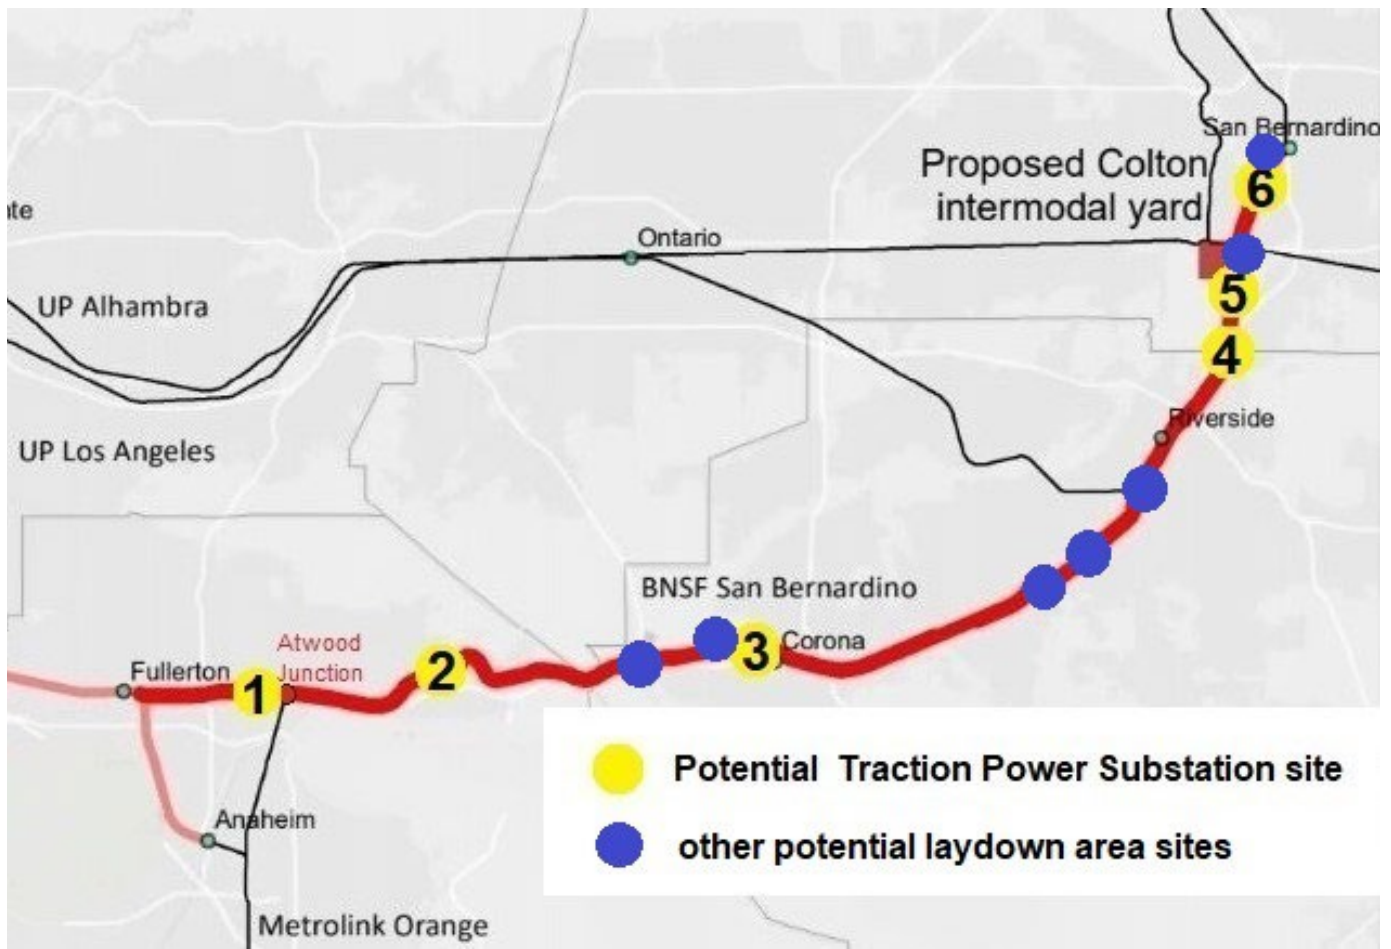 San Bernardino
Proposed Colton
intermodal yard
6
nte
Ontario
5
UP Alhambra
4
Riverside
UP Los Angeles
BNSF San Bernardino
Atwood
Junction
Fullerton
1
2
3
Corona
Potential Traction Power Substation site
Anaheim
other potential laydown area sites
Metrolink Orange